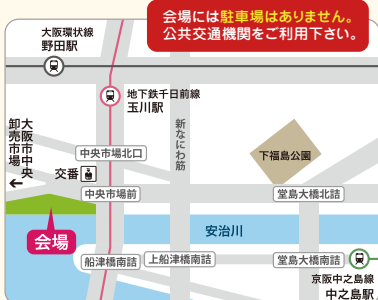 会場には駐車場はありません。
公共交通機関をご利用下さい。
大阪環状線
野田駅
地下鉄千日前線
玉川駅
新なにわ筋
大阪市中央
卸売市場
中央市場北口
交番
下福島公園
中央市場前
堂島大橋北詰
会場
安治川
船津橋南詰
上船津橋南詰
堂島大橋南詰
京阪中之島線
中之島駅